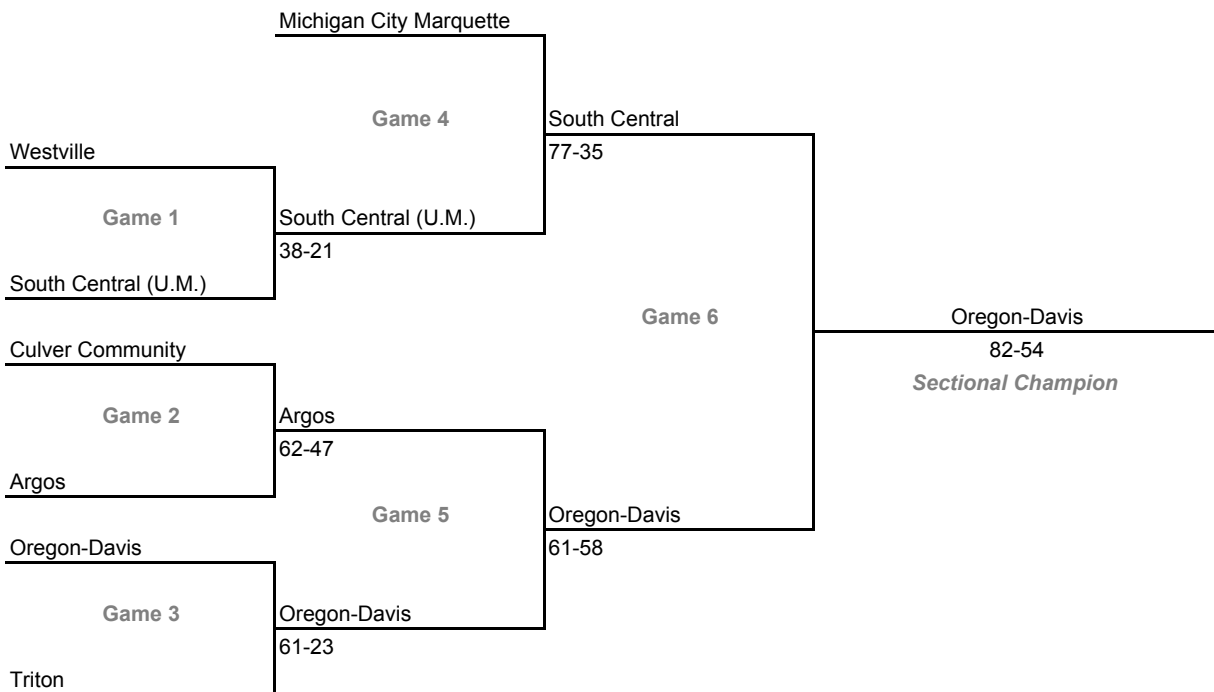 Michigan City Marquette
Game 4
South Central
Westville
77-35
Game 1
South Central (U.M.)
38-21
South Central (U.M.)
Game 6
Oregon-Davis
Culver Community
82-54
Sectional Champion
Game 2
Argos
62-47
Argos
Game 5
Oregon-Davis
Oregon-Davis
61-58
Game 3
Oregon-Davis
61-23
Triton